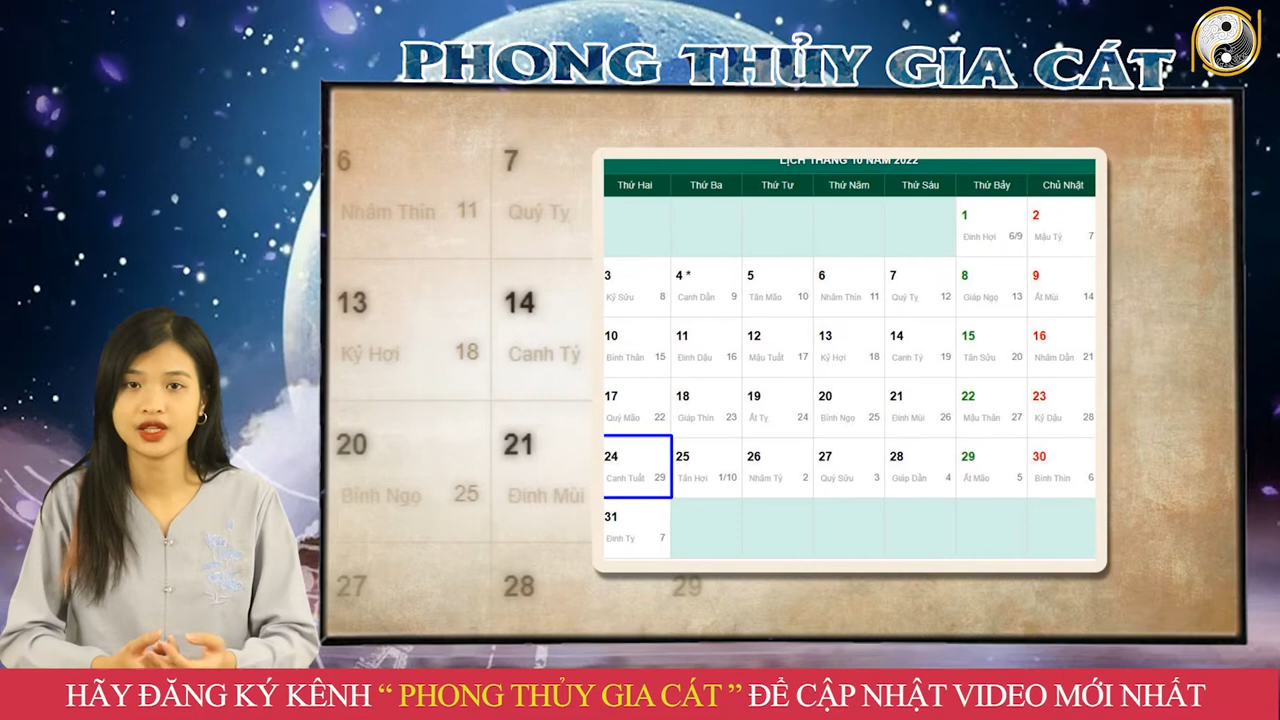 PHONG THỦY GIA CÁT
6
Nhâm Thìn 11
7
Quý Tỵ
13
Kỷ Hợi 18
14
Canh Tý
20
Bính Ngọ 25
21
Đinh Mùi
27
28
29
LỊCH THÁNG 10 NĂM 2022
Thứ Hai Thứ Ba Thứ Tư Thứ Năm Thứ Sáu Thứ Bảy Chủ Nhật
1 2
Đinh Hợi 6/9 Mậu Tý 7
3 4 * 5 6 7 8 9
Kỷ Sửu 8 Canh Dần 9 Tân Mão 10 Nhâm Thìn 11 Quý Tỵ 12 Giáp Ngọ 13 Ất Mùi 14
10 11 12 13 14 15 16
Bính Thân 15 Đinh Dậu 16 Mậu Tuất 17 Kỷ Hợi 18 Canh Tý 19 Tân Sửu 20 Nhâm Dần 21
17 18 19 20 21 22 23
Quý Mão 22 Giáp Thìn 23 Ất Tỵ 24 Bính Ngọ 25 Đinh Mùi 26 Mậu Thân 27 Kỷ Dậu 28
24 25 26 27 28 29 30
Canh Tuất 29 Tân Hợi 1/10 Nhâm Tý 2 Quý Sửu 3 Giáp Dần 4 Ất Mão 5 Bính Thìn 6
31
Đinh Tỵ 7
HÃY ĐĂNG KÝ KÊNH “ PHONG THỦY GIA CÁT ” ĐỂ CẬP NHẬT VIDEO MỚI NHẤT